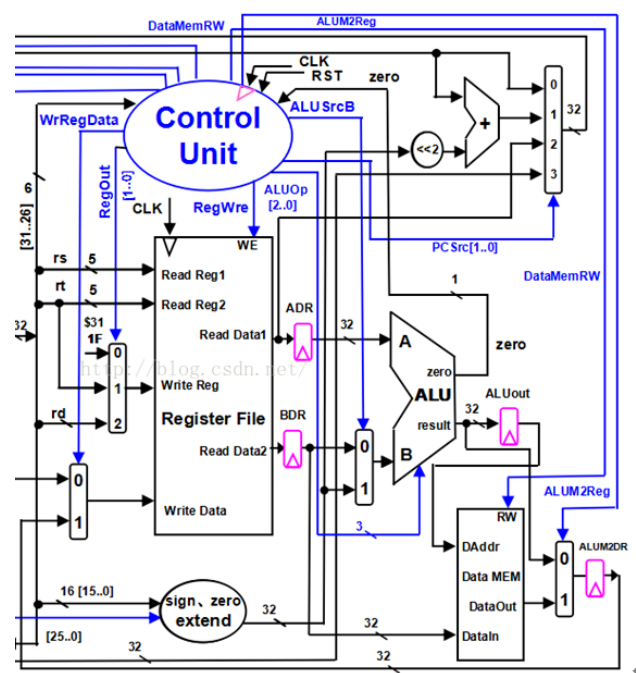 DataMemRW
ALUM2Reg
CLK
RST
zero
WrRegData
Control
Unit
ALUSrcB
0
1
2
3
32
+
<<2
6
[31..26]
RegOut
[1..0]
CLK
RegWre
ALUOp
[2..0]
PCSrc[1..0]
WE
DataMemRW
rs
5
Read Reg1
rt
5
Read Reg2
1
$31
1F
32
Read Data1
ADR
32
A
zero
zero
http://blog.csdn.net/
0
1
2
Write Reg
ALU
ALUout
rd
Register File
BDR
result
32
Read Data2
0
1
B
ALUM2Reg
0
1
Write Data
3
RW
DAddr
0
1
ALUM2DR
Data MEM
16 [15..0]
sign、zero
extend
32
DataOut
[25..0]
32
DataIn
32
32